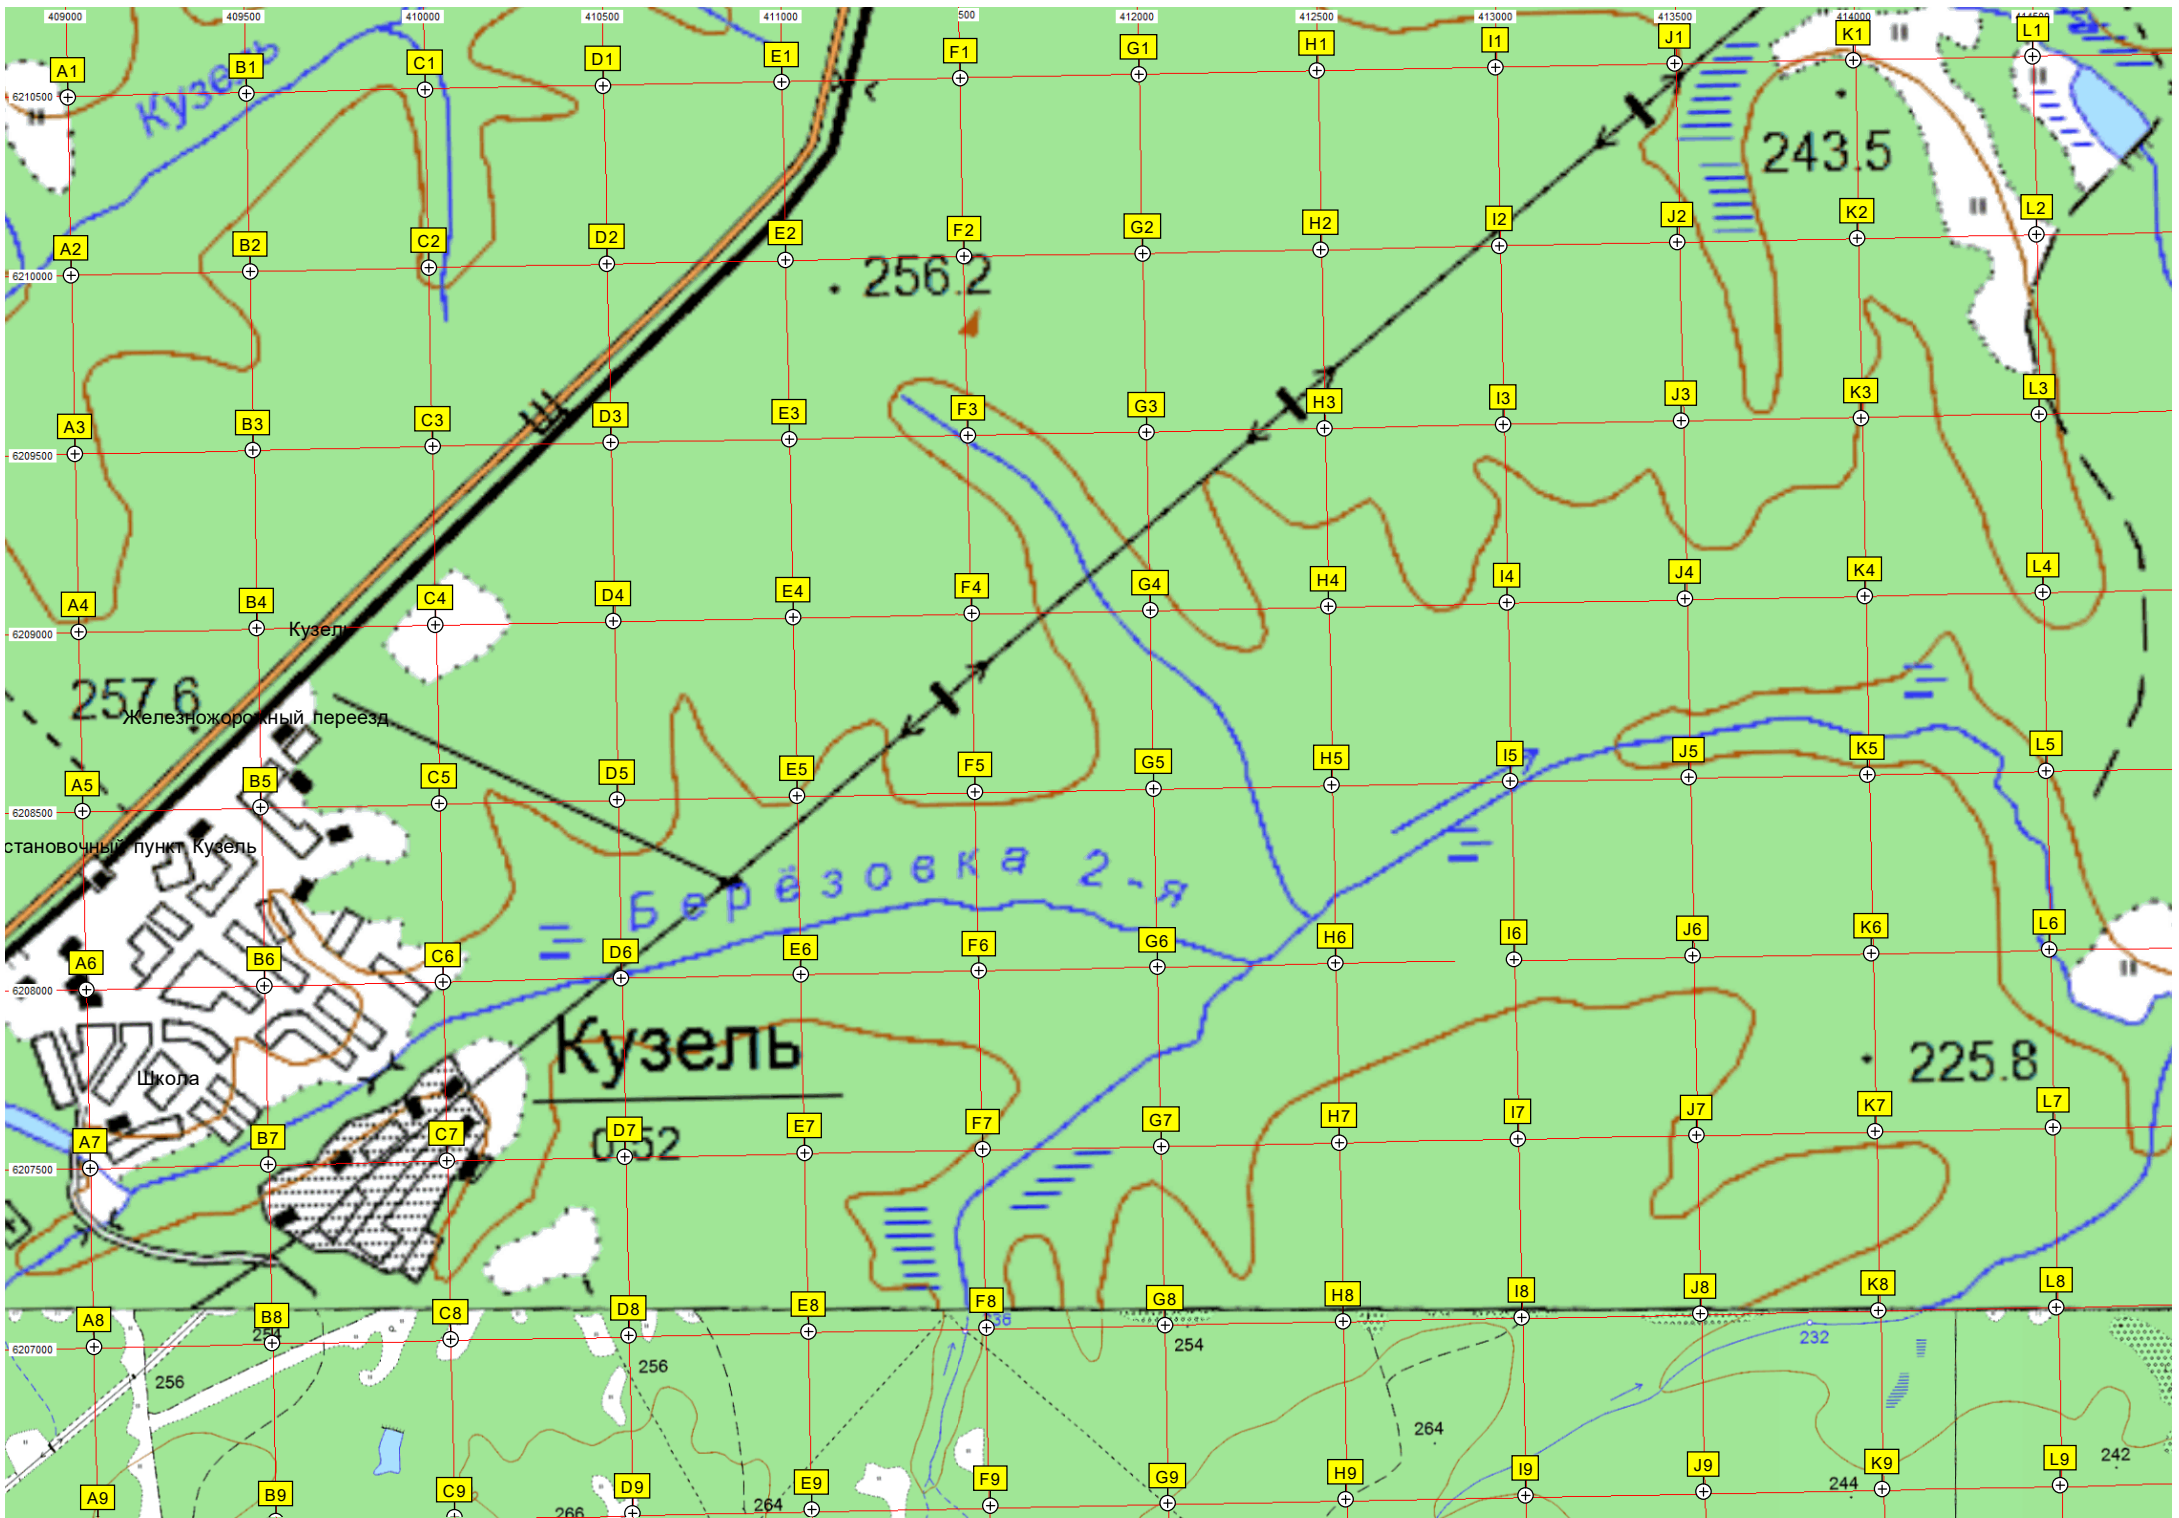 409000 409500 410000 410500 411000 500 412000 412500 413000 413500 414000
A1 B1 C1 D1 E1 F1 G1 H1 I1 J1 K1 L1
6210500
Кузель
243.5
A2 B2 C2 D2 E2 F2 G2 H2 I2 J2 K2 L2
6210000
256.2
A3 B3 C3 D3 E3 F3 G3 H3 I3 J3 K3 L3
6209500
A4 B4 C4 D4 E4 F4 G4 H4 I4 J4 K4 L4
6209000
Кузель
257.6
Железножорожный переезд
A5 B5 C5 D5 E5 F5 G5 H5 I5 J5 K5 L5
6208500
становочный пункт Кузель
Берёзовка 2-я
A6 B6 C6 D6 E6 F6 G6 H6 I6 J6 K6 L6
6208000
Кузель
225.8
Школа
A7 B7 C7 D7 E7 F7 G7 H7 I7 J7 K7 L7
0.52
6207500
A8 B8 C8 D8 E8 F8 G8 H8 I8 J8 K8 L8
6207000
254
254
232
256
256
264
242
A9 B9 C9 D9 E9 F9 G9 H9 I9 J9 K9 L9
266
264
244